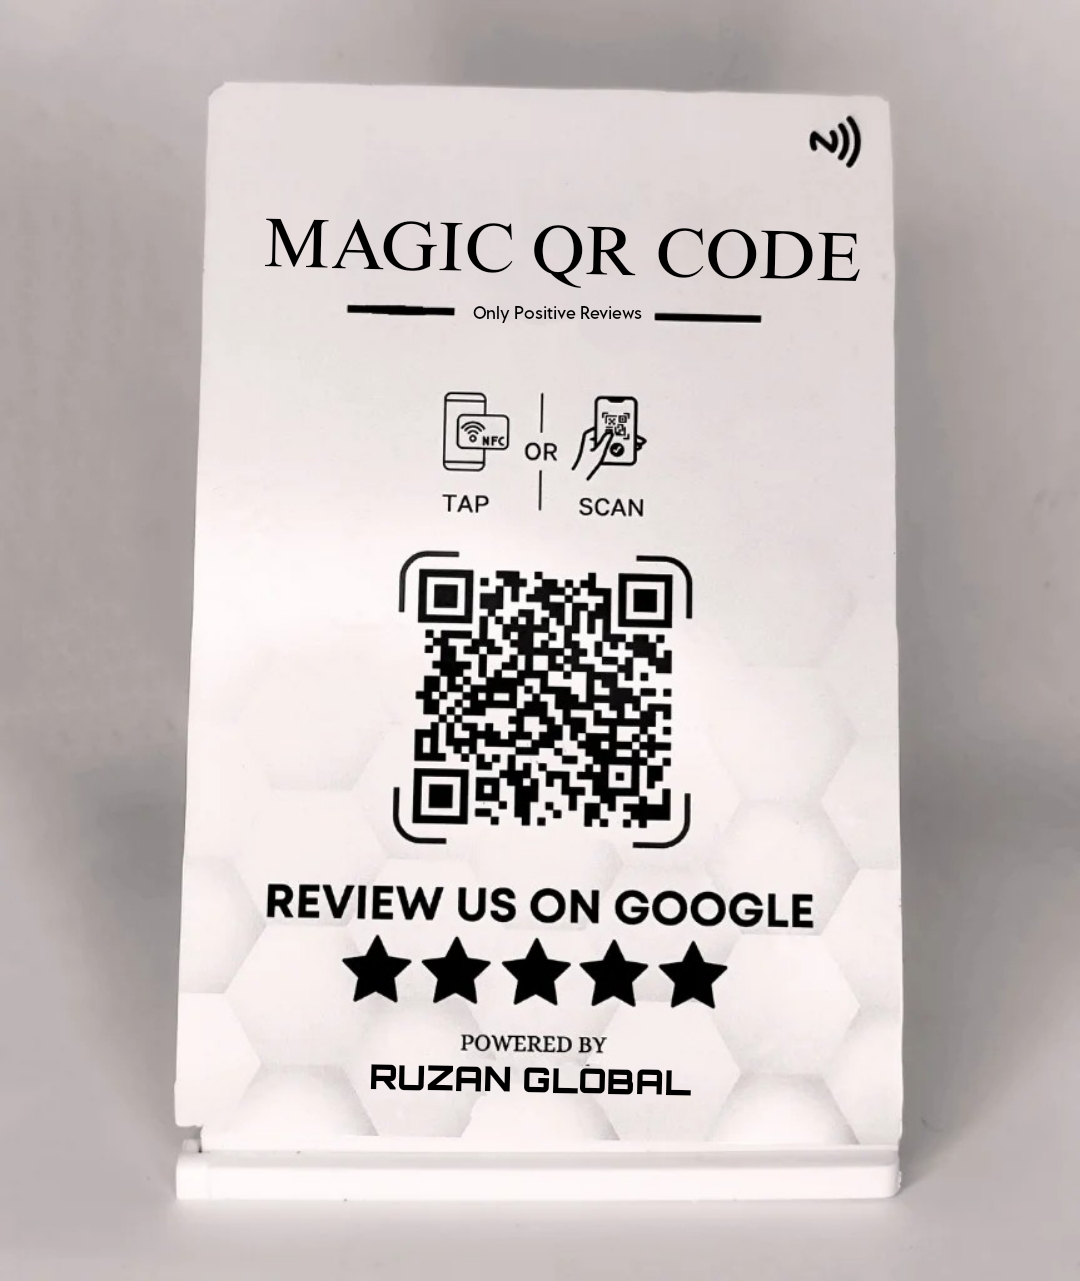 MAGIC QR CODE
Only Positive Reviews
NFC
OR
TAP
SCAN
REVIEW US ON GOOGLE
POWERED BY
RUZAN GLOBAL